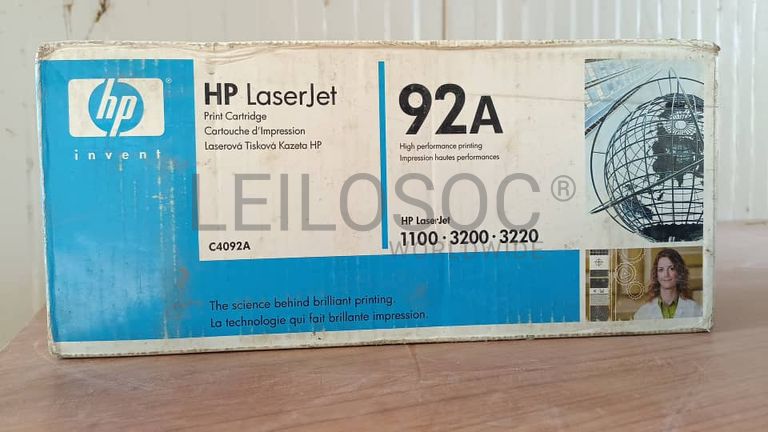 hp®
invent
HP LaserJet
Print Cartridge
Cartouche d'Impression
Laserová Tisková Kazeta HP
C4092A
92A
High performance printing
Impression hautes performances
HP LaserJet
1100 · 3200 · 3220
LEILOSOC®
WORLDWIDE
The science behind brilliant printing.
La technologie qui fait brillante impression.